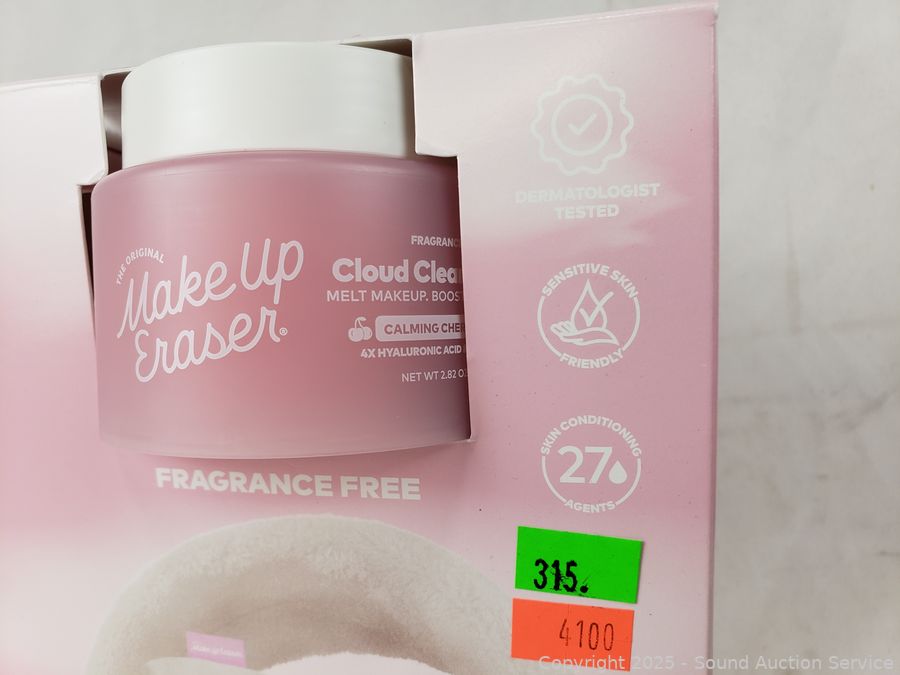 THE ORIGINAL
Make Up
Eraser®
FRAGRANC
Cloud Clea
MELT MAKEUP. BOOS
CALMING CHE
4X HYALURONIC ACID
NET WT 2.82 O
FRAGRANCE FREE
DERMATOLOGIST
TESTED
SENSITIVE SKIN
FRIENDLY
SKIN CONDITIONING
27
AGENTS
315.
4100
MakeUp Eraser
Copyright 2025 - Sound Auction Service